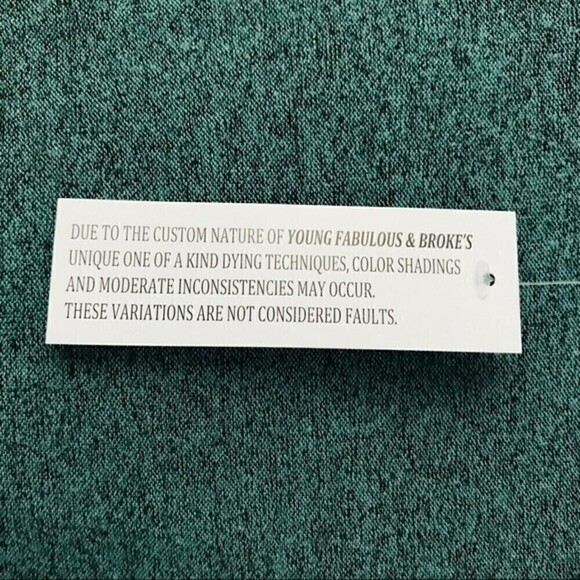 DUE TO THE CUSTOM NATURE OF YOUNG FABULOUS & BROKE'S
UNIQUE ONE OF A KIND DYING TECHNIQUES, COLOR SHADINGS
AND MODERATE INCONSISTENCIES MAY OCCUR.
THESE VARIATIONS ARE NOT CONSIDERED FAULTS.